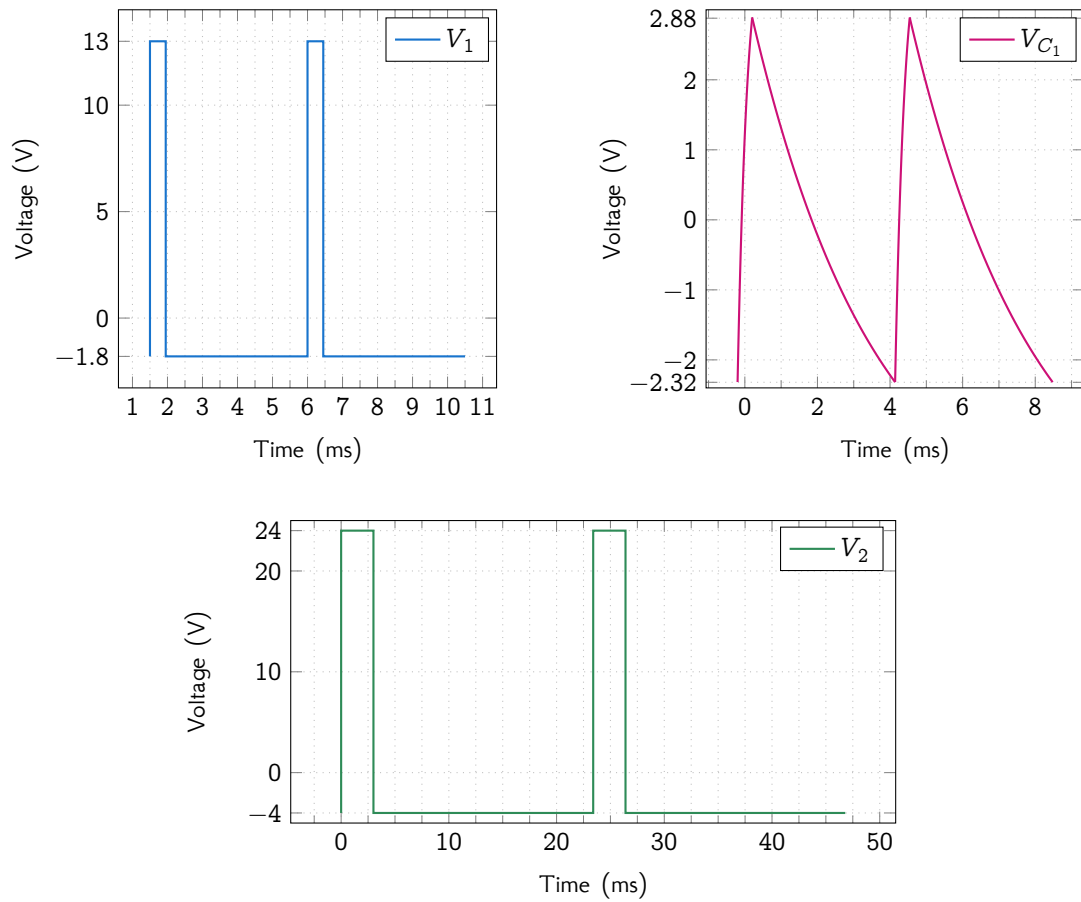 13
10
5
0
−1.8
1 2 3 4 5 6 7 8 9 10 11
Voltage (V)
Time (ms)
V1
2.88
2
1
0
−1
−2
−2.32
0 2 4 6 8
Voltage (V)
Time (ms)
VC1
24
20
10
0
−4
0 10 20 30 40 50
Voltage (V)
Time (ms)
V2